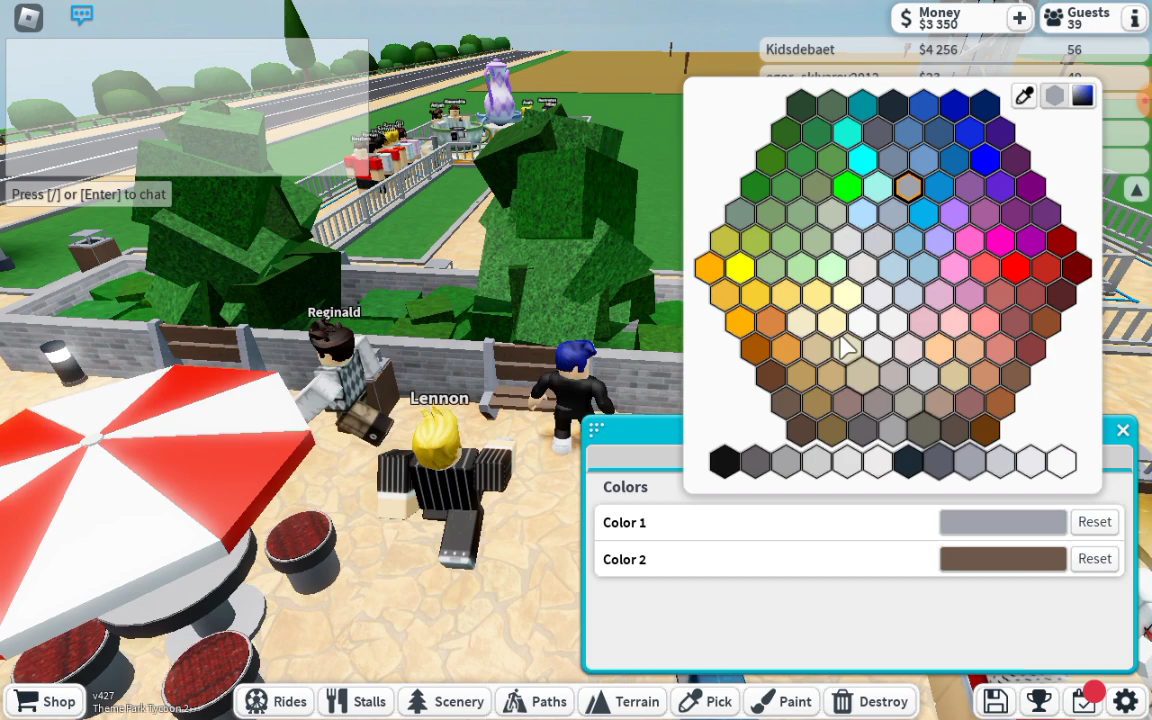 Money
$3 350
Guests
39
Kidsdebaet $4 256 56
Press [/] or [Enter] to chat
Reginald
Lennon
Colors
Color 1 Reset
Color 2 Reset
Shop
v427
Theme Park Tycoon 2
Rides
Stalls
Scenery
Paths
Terrain
Pick
Paint
Destroy